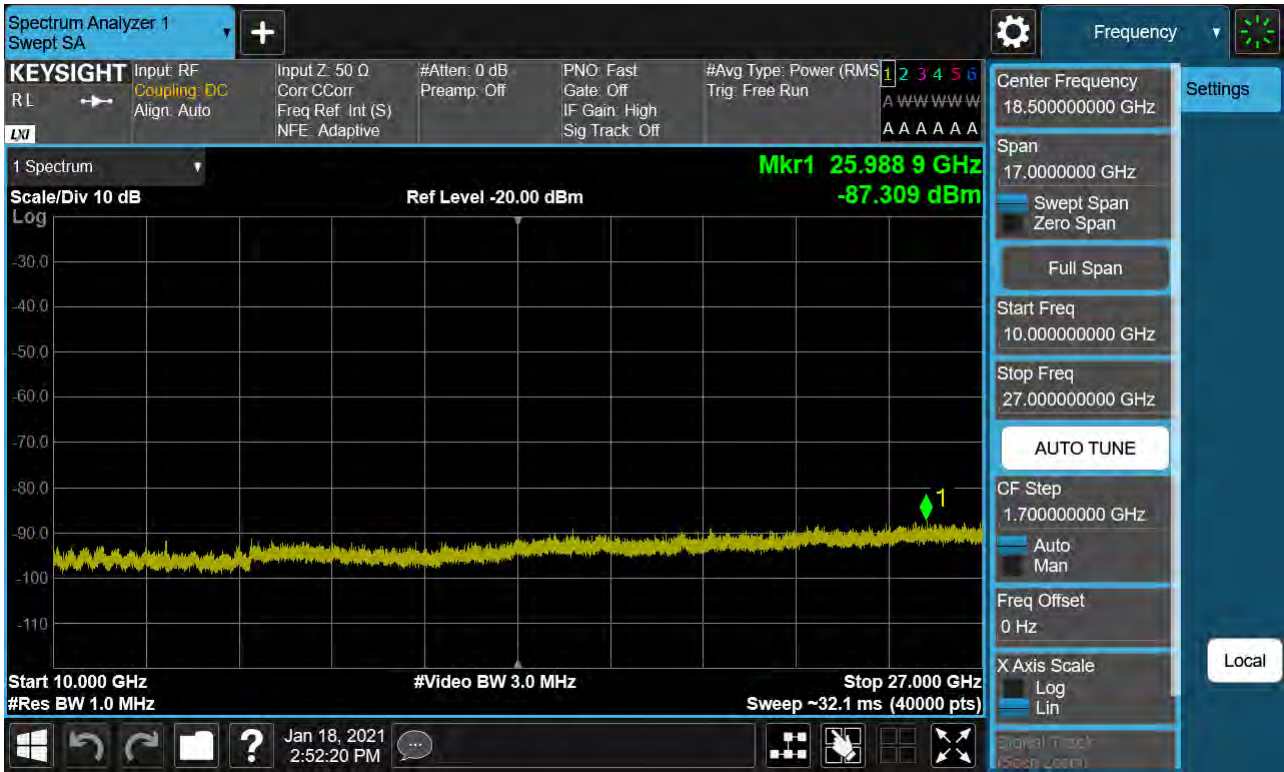 Spectrum Analyzer 1
Swept SA
+
Frequency
KEYSIGHT
R L
LXI
Input: RF
Coupling: DC
Align: Auto
Input Z: 50 Ω
Corr CCorr
Freq Ref: Int (S)
NFE: Adaptive
#Atten: 0 dB
Preamp: Off
PNO: Fast
Gate: Off
IF Gain: High
Sig Track: Off
#Avg Type: Power (RMS
Trig: Free Run
1 2 3 4 5 6
A W W W W W
A A A A A A
1 Spectrum
Scale/Div 10 dB
Log
Ref Level -20.00 dBm
Mkr1 25.988 9 GHz
-87.309 dBm
-30.0
-40.0
-50.0
-60.0
-70.0
-80.0
-90.0
-100
-110
1
Start 10.000 GHz
#Res BW 1.0 MHz
#Video BW 3.0 MHz
Stop 27.000 GHz
Sweep ~32.1 ms (40000 pts)
Center Frequency
18.500000000 GHz
Span
17.0000000 GHz
Swept Span
Zero Span
Full Span
Start Freq
10.000000000 GHz
Stop Freq
27.000000000 GHz
AUTO TUNE
CF Step
1.700000000 GHz
Auto
Man
Freq Offset
0 Hz
X Axis Scale
Log
Lin
Signal Track
(Span Zoom)
Settings
Local
?
Jan 18, 2021
2:52:20 PM